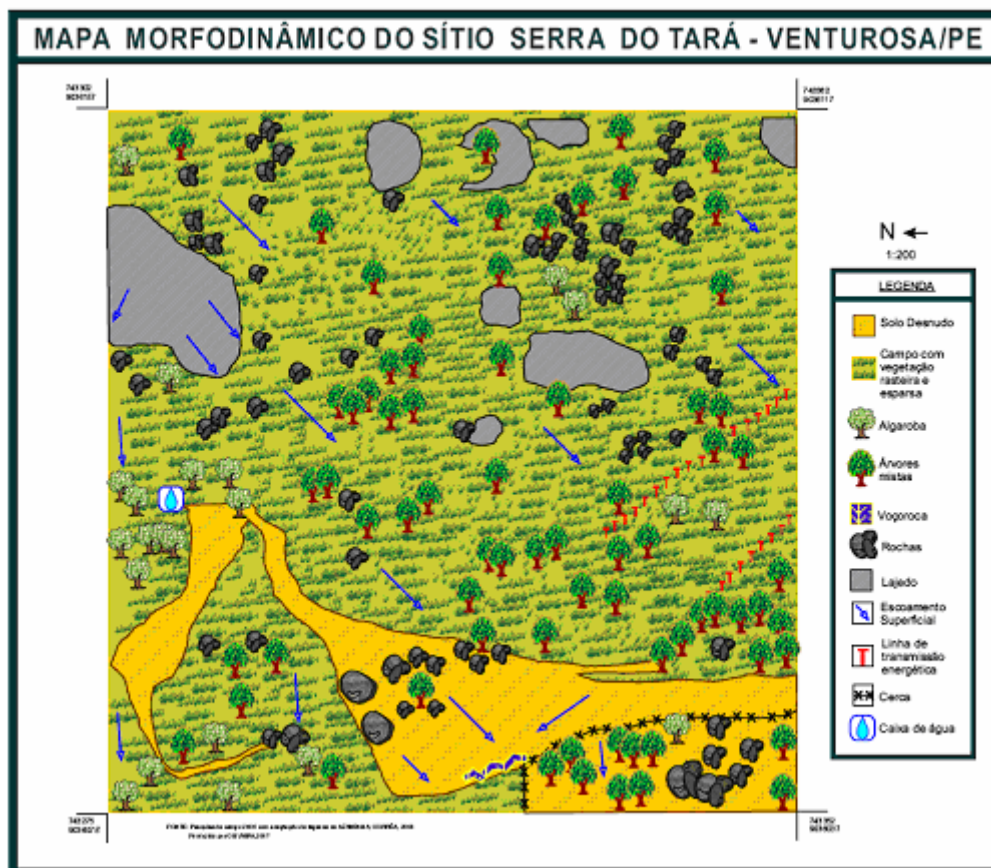 MAPA MORFODINÂMICO DO SÍTIO SERRA DO TARÁ - VENTUROSA/PE
N
1:200
LEGENDA
Solo Desnudo
Campo com
vegetação
rasteira e
esparsa
Algaroba
Árvores
mistas
Voçoroca
Rochas
Lajedo
Escoamento
Superficial
Linha de
transmissão
energética
Cerca
Caixa de água